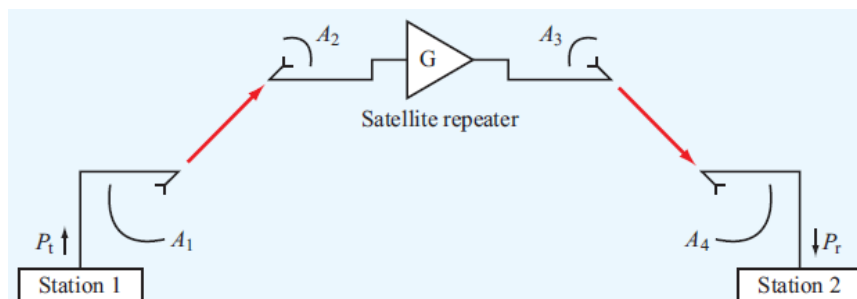 A2
A3
G
Satellite repeater
A1
A4
Pt
Pr
Station 1
Station 2